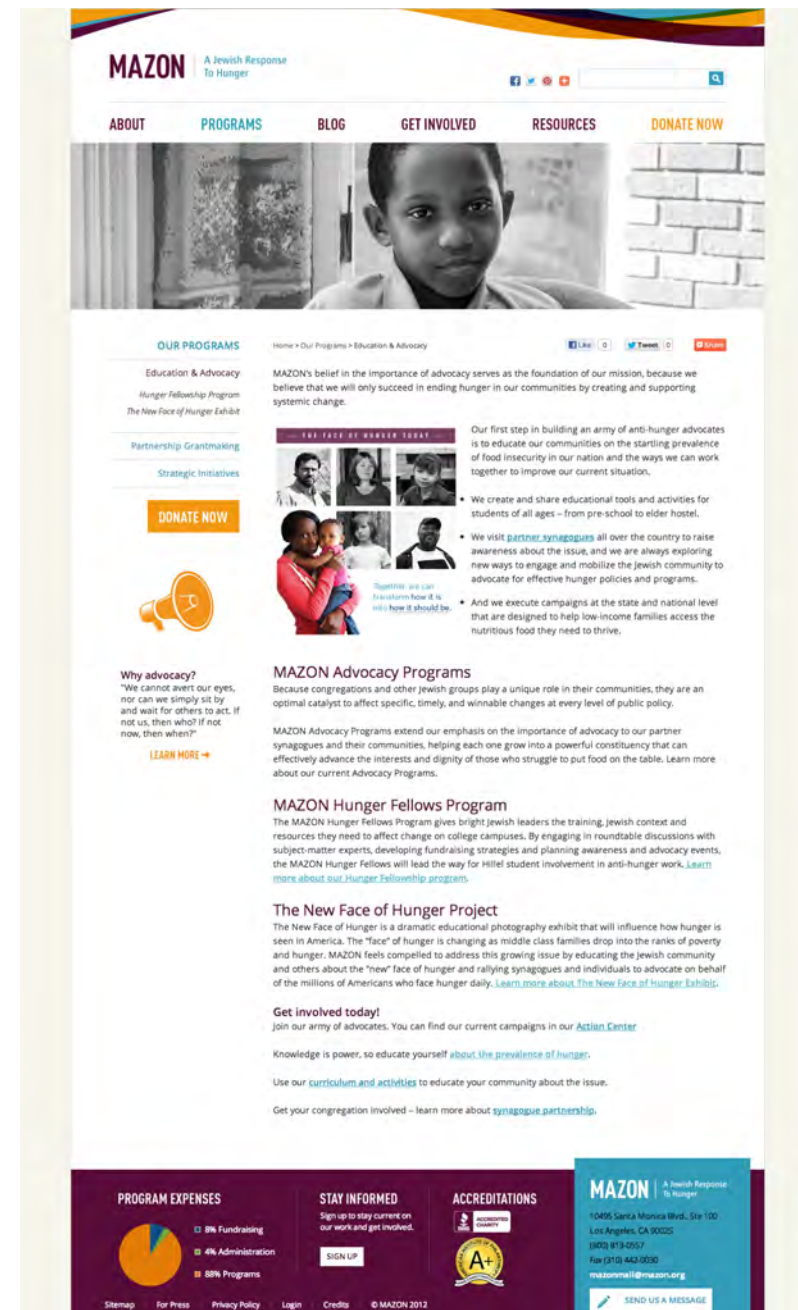 MAZON
A Jewish Response
To Hunger
ABOUT
PROGRAMS
BLOG
GET INVOLVED
RESOURCES
DONATE NOW
OUR PROGRAMS
Education & Advocacy
Hunger Fellowship Program
The New Face of Hunger Exhibit
Partnership Grantmaking
Strategic Initiatives
DONATE NOW
Why advocacy?
"We cannot avert our eyes,
nor can we simply sit by
and wait for others to act. If
not us, then who? If not
now, then when?"
LEARN MORE
Home > Our Programs > Education & Advocacy
Like 0
Tweet 0
Share
MAZON's belief in the importance of advocacy serves as the foundation of our mission, because we
believe that we will only succeed in ending hunger in our communities by creating and supporting
systemic change.
THE FACE OF HUNGER TODAY
Together, we can
transform how it is
into how it should be.
Our first step in building an army of anti-hunger advocates
is to educate our communities on the startling prevalence
of food insecurity in our nation and the ways we can work
together to improve our current situation.
• We create and share educational tools and activities for
students of all ages – from pre-school to elder hostel.
• We visit partner synagogues all over the country to raise
awareness about the issue, and we are always exploring
new ways to engage and mobilize the Jewish community to
advocate for effective hunger policies and programs.
• And we execute campaigns at the state and national level
that are designed to help low-income families access the
nutritious food they need to thrive.
MAZON Advocacy Programs
Because congregations and other Jewish groups play a unique role in their communities, they are an
optimal catalyst to affect specific, timely, and winnable changes at every level of public policy.
MAZON Advocacy Programs extend our emphasis on the importance of advocacy to our partner
synagogues and their communities, helping each one grow into a powerful constituency that can
effectively advance the interests and dignity of those who struggle to put food on the table. Learn more
about our current Advocacy Programs.
MAZON Hunger Fellows Program
The MAZON Hunger Fellows Program gives bright Jewish leaders the training, Jewish context and
resources they need to affect change on college campuses. By engaging in roundtable discussions with
subject-matter experts, developing fundraising strategies and planning awareness and advocacy events,
the MAZON Hunger Fellows will lead the way for Hillel student involvement in anti-hunger work. Learn
more about our Hunger Fellowship program.
The New Face of Hunger Project
The New Face of Hunger is a dramatic educational photography exhibit that will influence how hunger is
seen in America. The "face" of hunger is changing as middle class families drop into the ranks of poverty
and hunger. MAZON feels compelled to address this growing issue by educating the Jewish community
and others about the "new" face of hunger and rallying synagogues and individuals to advocate on behalf
of the millions of Americans who face hunger daily. Learn more about The New Face of Hunger Exhibit.
Get involved today!
Join our army of advocates. You can find our current campaigns in our Action Center
Knowledge is power, so educate yourself about the prevalence of hunger.
Use our curriculum and activities to educate your community about the issue.
Get your congregation involved – learn more about synagogue partnership.
PROGRAM EXPENSES
8% Fundraising
4% Administration
88% Programs
STAY INFORMED
Sign up to stay current on
our work and get involved.
SIGN UP
ACCREDITATIONS
ACCREDITED
CHARITY
A+
MAZON
A Jewish Response
To Hunger
10495 Santa Monica Blvd., Ste 100
Los Angeles, CA 90025
(800) 813-0557
Fax (310) 442-0030
mazonmail@mazon.org
SEND US A MESSAGE
Sitemap
For Press
Privacy Policy
Login
Credits
© MAZON 2012